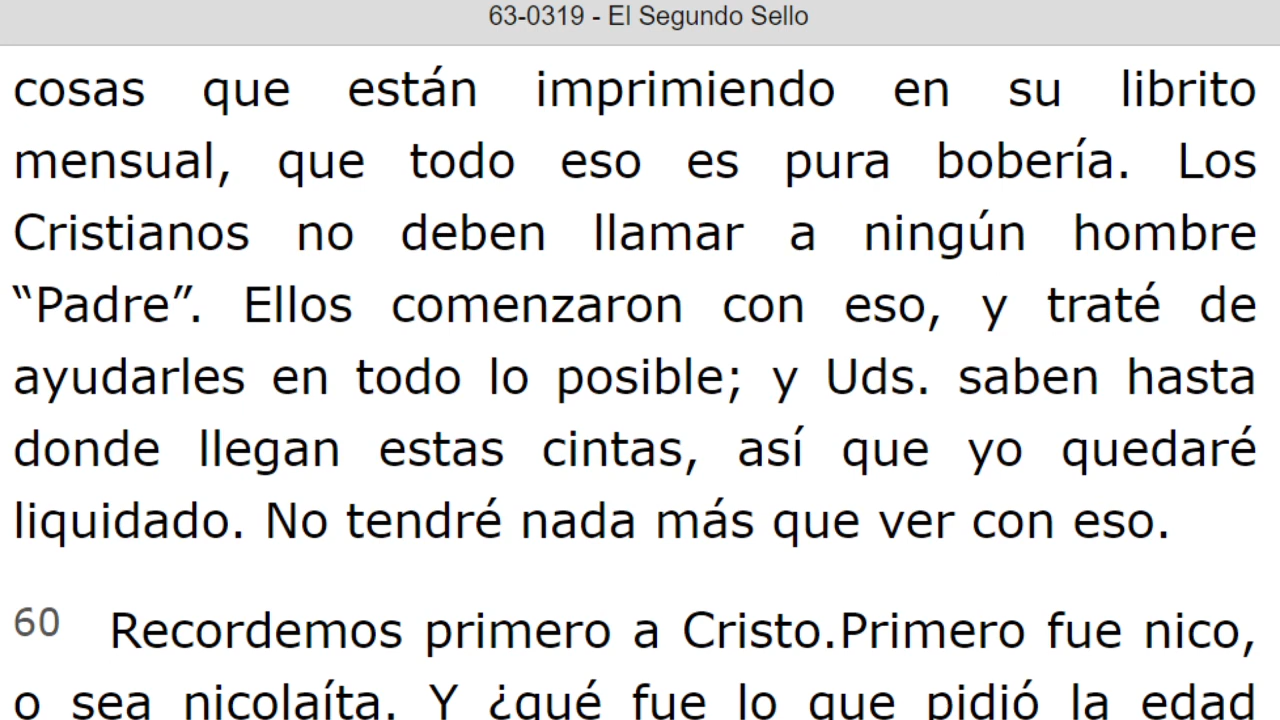 63-0319 - El Segundo Sello
cosas que están imprimiendo en su librito
mensual, que todo eso es pura bobería. Los
Cristianos no deben llamar a ningún hombre
“Padre”. Ellos comenzaron con eso, y traté de
ayudarles en todo lo posible; y Uds. saben hasta
donde llegan estas cintas, así que yo quedaré
liquidado. No tendré nada más que ver con eso.
60 Recordemos primero a Cristo.Primero fue nico,
o sea nicolaíta. Y ¿qué fue lo que pidió la edad